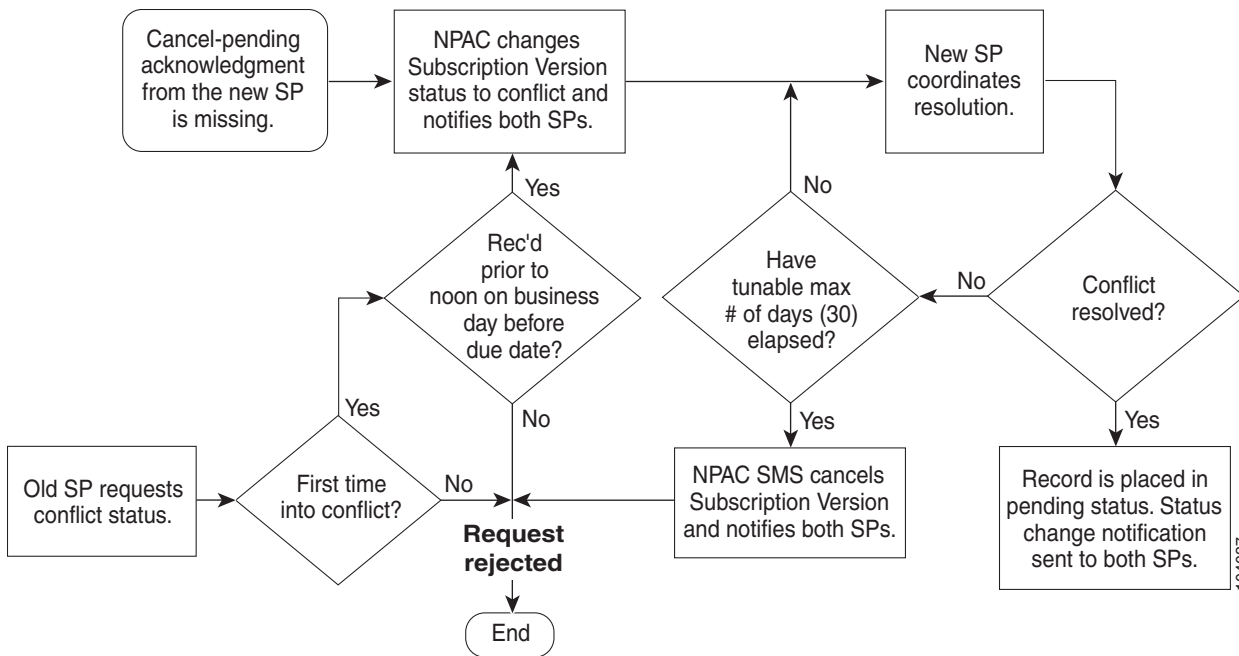 Cancel-pending
acknowledgment
from the new SP
is missing.
NPAC changes
Subscription Version
status to conflict and
notifies both SPs.
New SP
coordinates
resolution.
Yes
No
Rec'd
prior to
noon on business
day before
due date?
Have
tunable max
# of days (30)
elapsed?
No
Conflict
resolved?
Yes
No
Yes
Yes
Old SP requests
conflict status.
First time
into conflict?
No
NPAC SMS cancels
Subscription Version
and notifies both SPs.
Record is placed in
pending status. Status
change notification
sent to both SPs.
Request
rejected
End